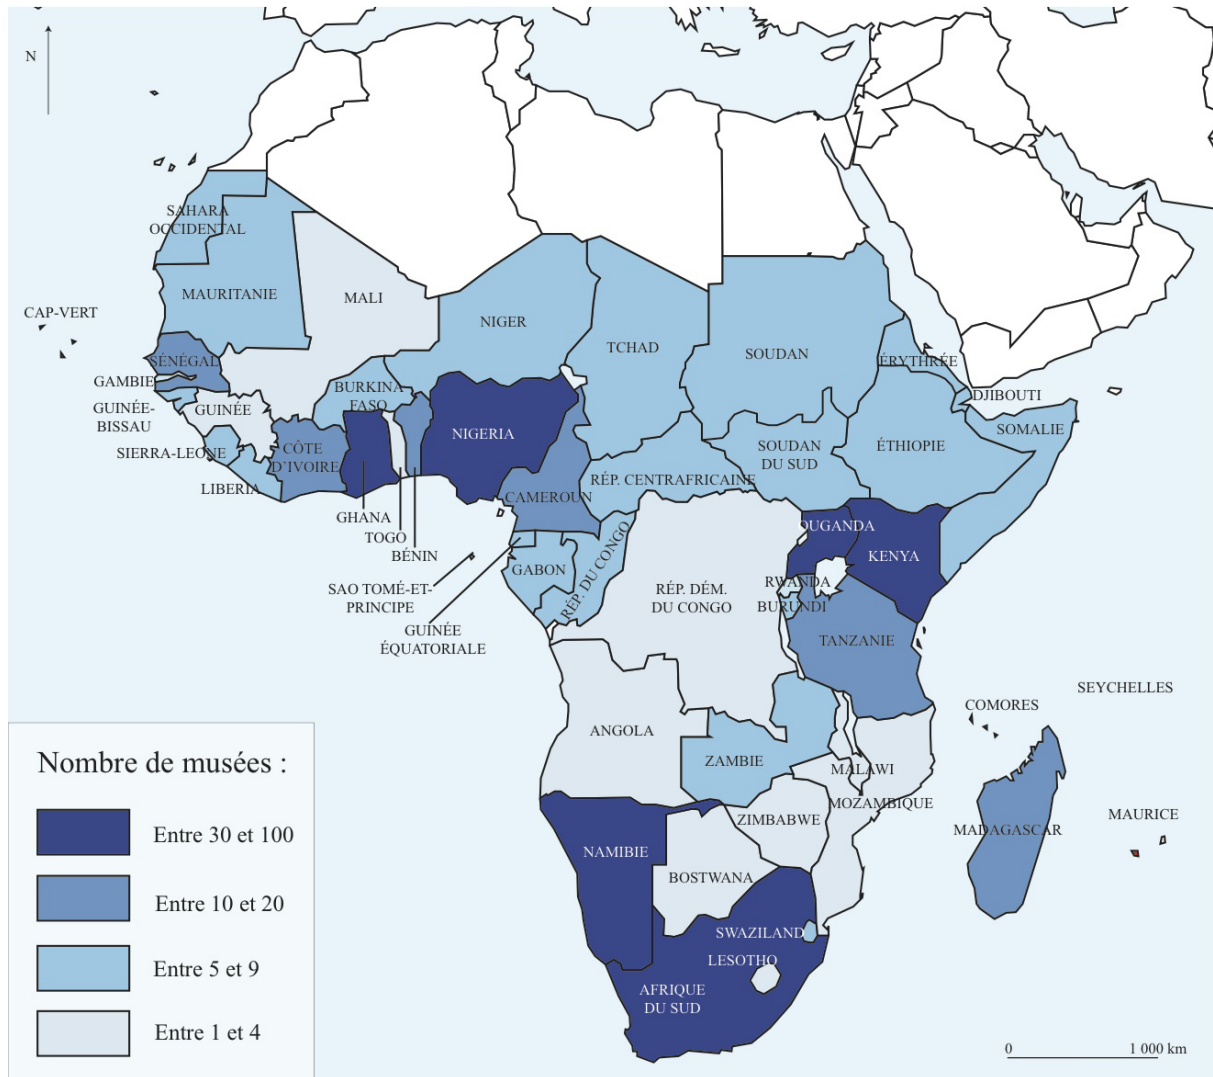 N
SAHARA
OCCIDENTAL
MAURITANIE
MALI
CAP-VERT
NIGER
TCHAD
SOUDAN
SÉNÉGAL
ÉRYTHRÉE
GAMBIE
BURKINA
FASO
DJIBOUTI
GUINÉE-
BISSAU
GUINÉE
SOMALIE
NIGERIA
SOUDAN
DU SUD
ÉTHIOPIE
SIERRA-LEONE
CÔTE
D'IVOIRE
RÉP. CENTRAFRICAINE
LIBERIA
CAMEROUN
GHANA
TOGO
BÉNIN
OUGANDA
KENYA
GABON
RÉP. DU CONGO
RWANDA
SAO TOMÉ-ET-
PRINCIPE
RÉP. DÉM.
DU CONGO
BURUNDI
GUINÉE
ÉQUATORIALE
TANZANIE
SEYCHELLES
COMORES
ANGOLA
ZAMBIE
MALAWI
MOZAMBIQUE
ZIMBABWE
MADAGASCAR
MAURICE
NAMIBIE
BOSTWANA
SWAZILAND
LESOTHO
AFRIQUE
DU SUD
Nombre de musées :
Entre 30 et 100
Entre 10 et 20
Entre 5 et 9
Entre 1 et 4
0 1 000 km